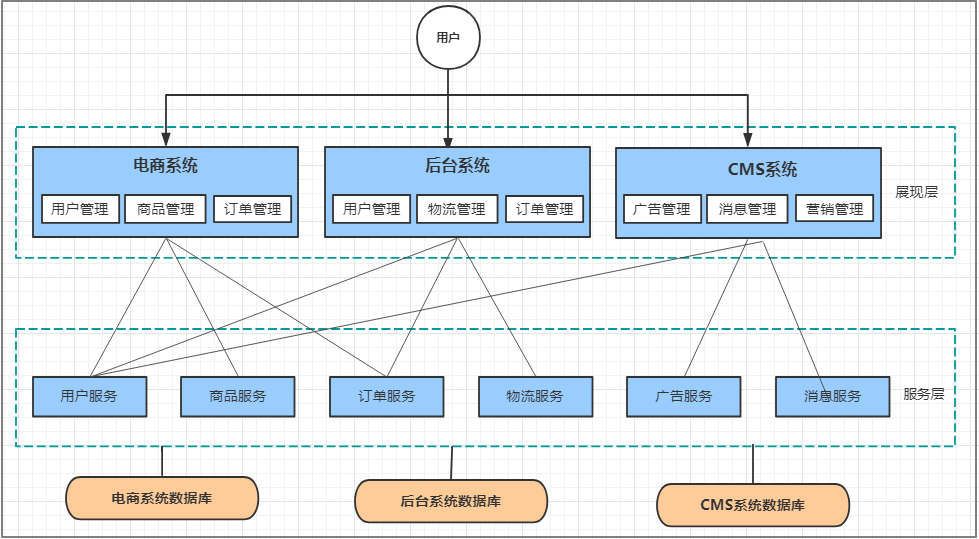 用户
电商系统
后台系统
CMS系统
用户管理
商品管理
订单管理
用户管理
物流管理
订单管理
广告管理
消息管理
营销管理
展现层
用户服务
商品服务
订单服务
物流服务
广告服务
消息服务
服务层
电商系统数据库
后台系统数据库
CMS系统数据库